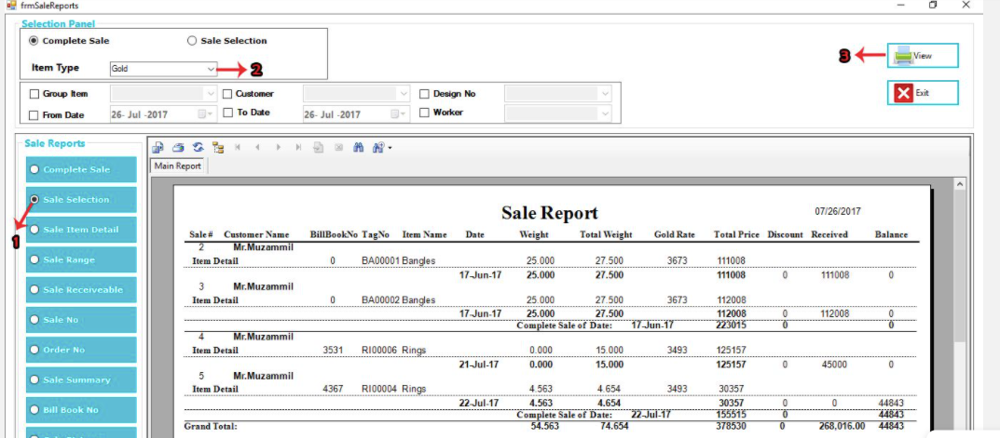 frmSaleReports
Selection Panel
Complete Sale Sale Selection
Item Type Gold 2
3 View
Group Item Customer Design No
Exit
From Date 26- Jul -2017 To Date 26- Jul -2017 Worker
Sale Reports
Main Report
Complete Sale
Sale Selection
1 Sale Item Detail
Sale Range
Sale Receiveable
Sale No
Order No
Sale Summary
Bill Book No
Sale Report 07/26/2017
Sale# Customer Name BillBookNo TagNo Item Name Date Weight Total Weight Gold Rate Total Price Discount Received Balance
2 Mr.Muzammil
Item Detail 0 BA00001 Bangles 25.000 27.500 3673 111008
17-Jun-17 25.000 27.500 111008 0 111008 0
3 Mr.Muzammil
Item Detail 0 BA00002 Bangles 25.000 27.500 3673 112008
17-Jun-17 25.000 27.500 112008 0 112008 0
Complete Sale of Date: 17-Jun-17 223015 0 0
4 Mr.Muzammil
Item Detail 3531 RI00006 Rings 0.000 15.000 3493 125157
21-Jul-17 0.000 15.000 125157 0 45000 0
5 Mr.Muzammil
Item Detail 4367 RI00004 Rings 4.563 4.654 3493 30357
22-Jul-17 4.563 4.654 30357 0 0 44843
Complete Sale of Date: 22-Jul-17 155515 0 44843
Grand Total: 54.563 74.654 378530 0 268,016.00 44843